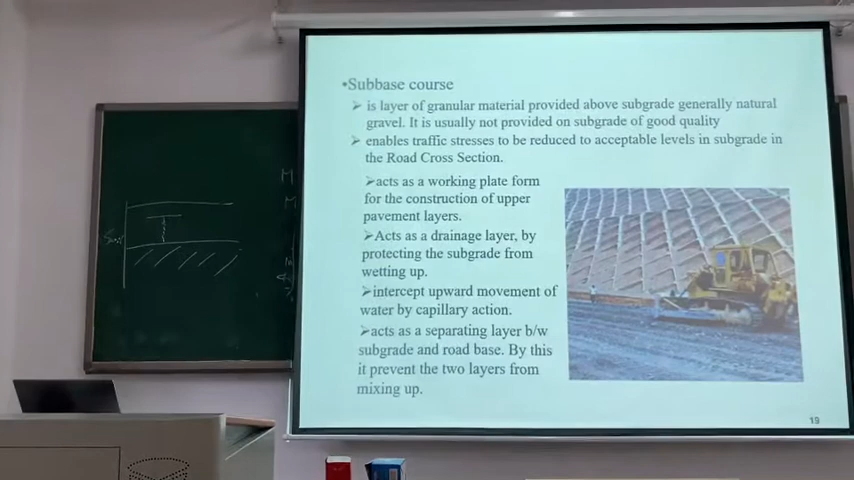 •Subbase course
➢ is layer of granular material provided above subgrade generally natural
gravel. It is usually not provided on subgrade of good quality
➢ enables traffic stresses to be reduced to acceptable levels in subgrade in
the Road Cross Section.
➢acts as a working plate form
for the construction of upper
pavement layers.
➢Acts as a drainage layer, by
protecting the subgrade from
wetting up.
➢intercept upward movement of
water by capillary action.
➢acts as a separating layer b/w
subgrade and road base. By this
it prevent the two layers from
mixing up.
19